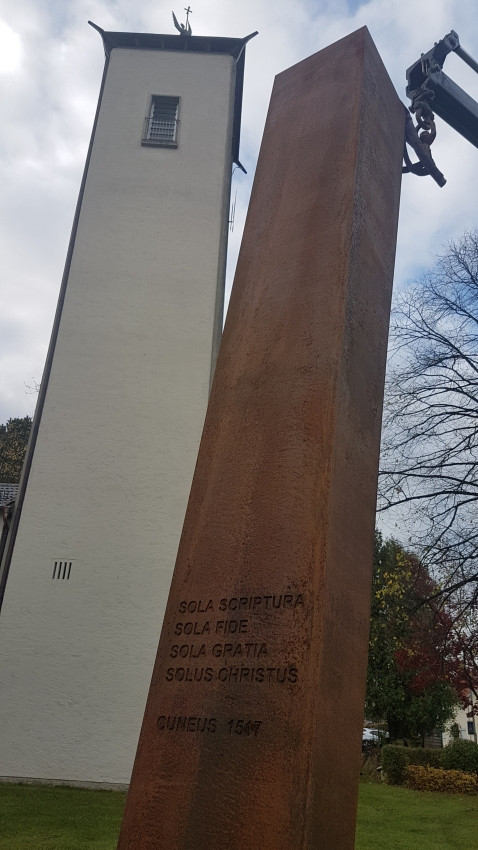 SOLA SCRIPTURA
SOLA FIDE
SOLA GRATIA
SOLUS CHRISTUS
CUNEUS 1517